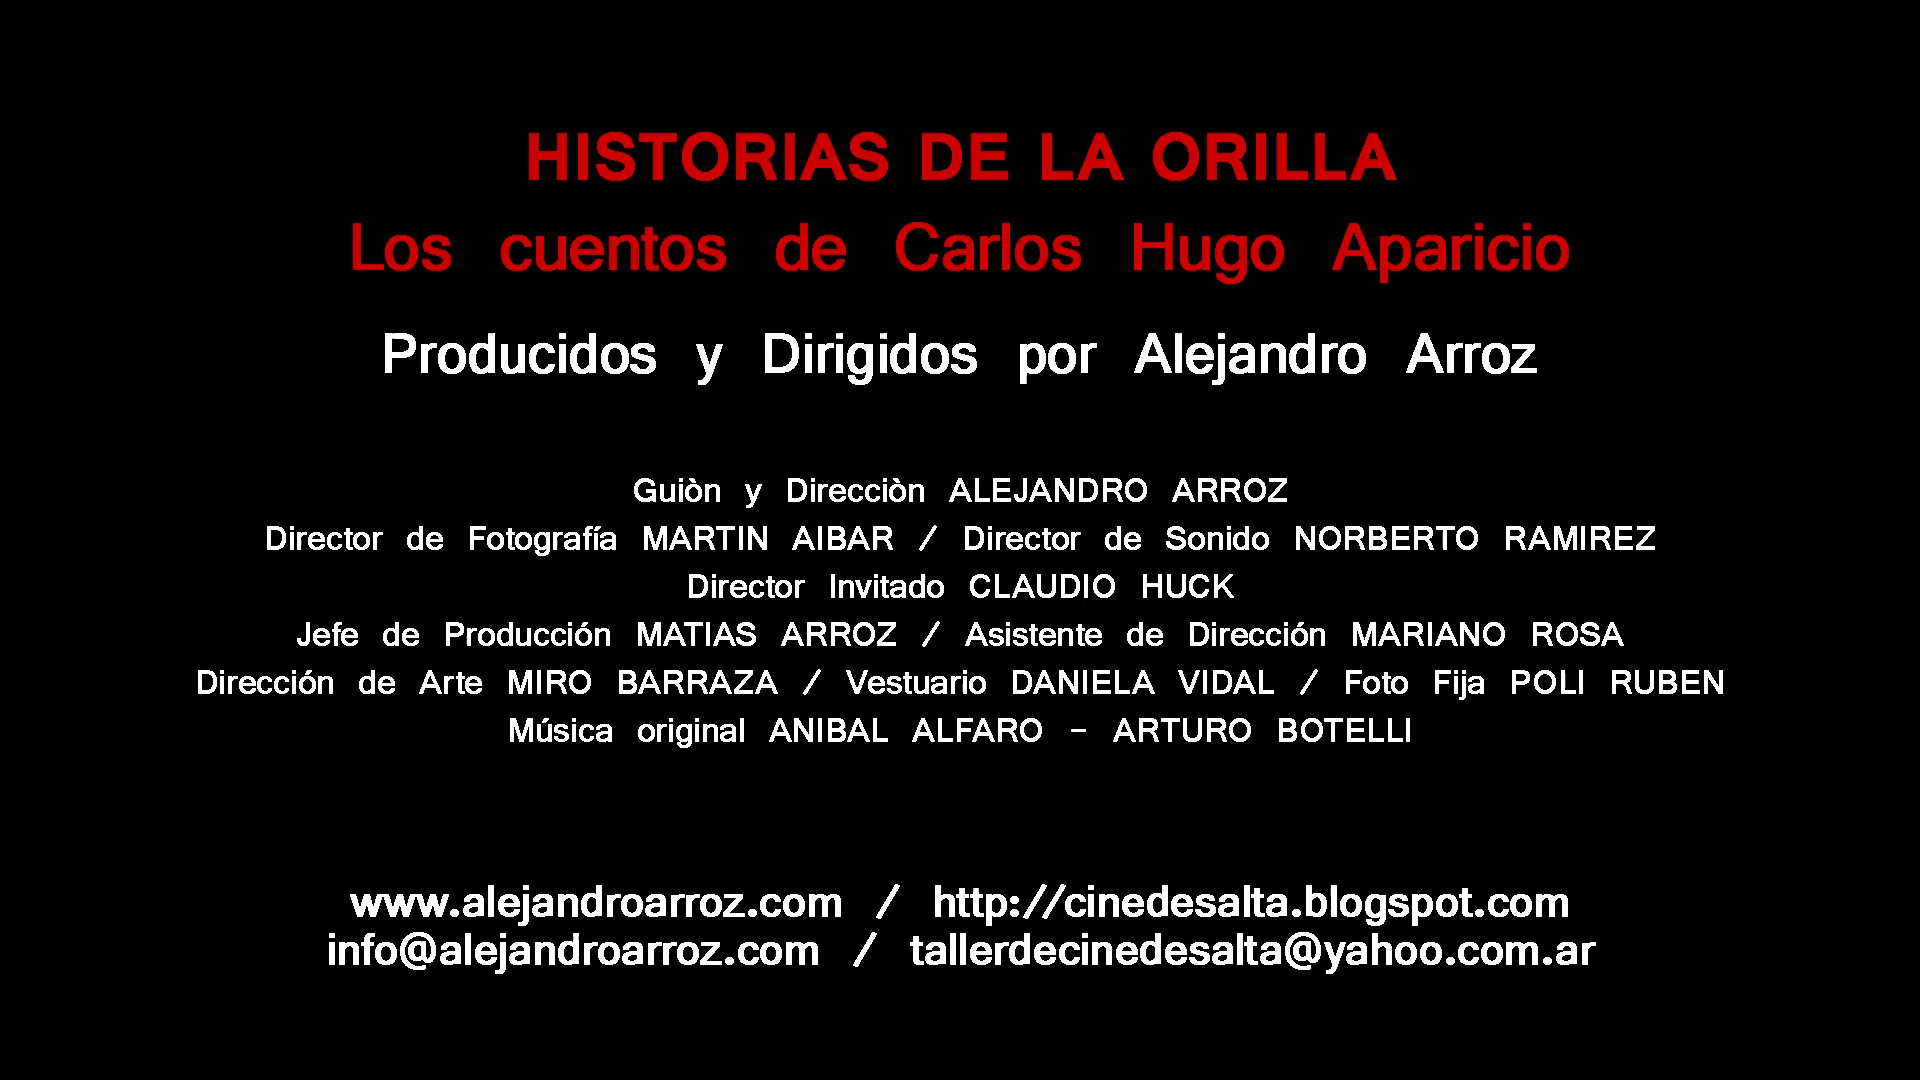 HISTORIAS DE LA ORILLA
Los cuentos de Carlos Hugo Aparicio
Producidos y Dirigidos por Alejandro Arroz
Guiòn y Direcciòn ALEJANDRO ARROZ
Director de Fotografía MARTIN AIBAR / Director de Sonido NORBERTO RAMIREZ
Director Invitado CLAUDIO HUCK
Jefe de Producción MATIAS ARROZ / Asistente de Dirección MARIANO ROSA
Dirección de Arte MIRO BARRAZA / Vestuario DANIELA VIDAL / Foto Fija POLI RUBEN
Música original ANIBAL ALFARO - ARTURO BOTELLI
www.alejandroarroz.com / http://cinedesalta.blogspot.com
info@alejandroarroz.com / tallerdecinedesalta@yahoo.com.ar